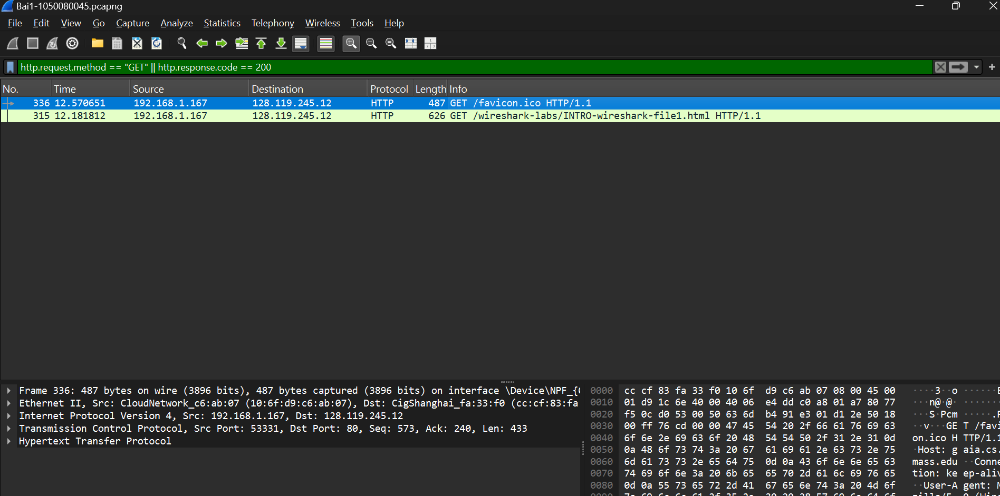 Bai1-1050080045.pcapng
File Edit View Go Capture Analyze Statistics Telephony Wireless Tools Help
http.request.method == "GET" || http.response.code == 200
No. Time Source Destination Protocol Length Info
336 12.570651 192.168.1.167 128.119.245.12 HTTP 487 GET /favicon.ico HTTP/1.1
315 12.181812 192.168.1.167 128.119.245.12 HTTP 626 GET /wireshark-labs/INTRO-wireshark-file1.html HTTP/1.1
Frame 336: 487 bytes on wire (3896 bits), 487 bytes captured (3896 bits) on interface \Device\NPF_{
Ethernet II, Src: CloudNetwork_c6:ab:07 (10:6f:d9:c6:ab:07), Dst: CigShanghai_fa:33:f0 (cc:cf:83:fa
Internet Protocol Version 4, Src: 192.168.1.167, Dst: 128.119.245.12
Transmission Control Protocol, Src Port: 53331, Dst Port: 80, Seq: 573, Ack: 240, Len: 433
Hypertext Transfer Protocol
0000 cc cf 83 fa 33 f0 10 6f d9 c6 ab 07 08 00 45 00 ····3··o ······E
0010 01 d9 1c 6e 40 00 40 06 e4 dd c0 a8 01 a7 80 77 ···n@·@· ·······
0020 f5 0c d0 53 00 50 63 6d b4 91 e3 01 d1 2e 50 18 ···S·Pcm ·····.P
0030 00 ff 76 cd 00 00 47 45 54 20 2f 66 61 76 69 63 ··v···GE T /favi
0040 6f 6e 2e 69 63 6f 20 48 54 54 50 2f 31 2e 31 0d on.ico H TTP/1.1
0050 0a 48 6f 73 74 3a 20 67 61 69 61 2e 63 73 2e 75 ·Host: g aia.cs.
0060 6d 61 73 73 2e 65 64 75 0d 0a 43 6f 6e 6e 65 63 mass.edu ··Conne
0070 74 69 6f 6e 3a 20 6b 65 65 70 2d 61 6c 69 76 65 tion: ke ep-aliv
0080 0d 0a 55 73 65 72 2d 41 67 65 6e 74 3a 20 4d 6f ··User-A gent: M